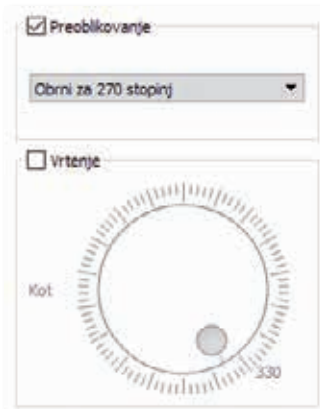 Preoblikovanje
Obrni za 270 stopinj
Vrtenje
Kot
330